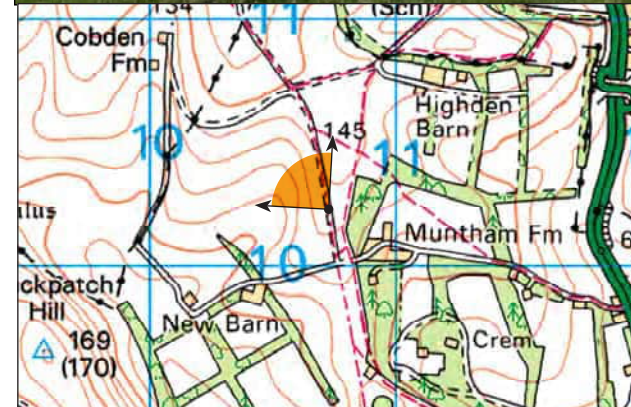 134
11
(Sch)
Cobden
Fm
Highden
Barn
145
10
11
Muntham Fm
10
ckpatch
Hill
New Barn
169
(170)
Crem
6